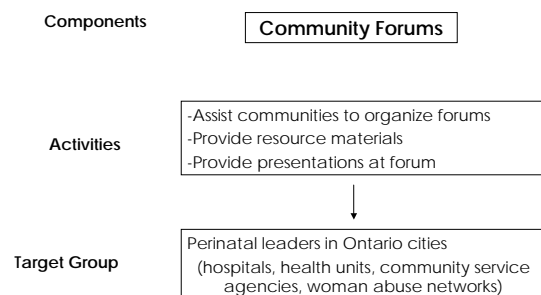 Components
Community Forums
Activities
-Assist communities to organize forums
-Provide resource materials
-Provide presentations at forum
Target Group
Perinatal leaders in Ontario cities
(hospitals, health units, community service
agencies, woman abuse networks)